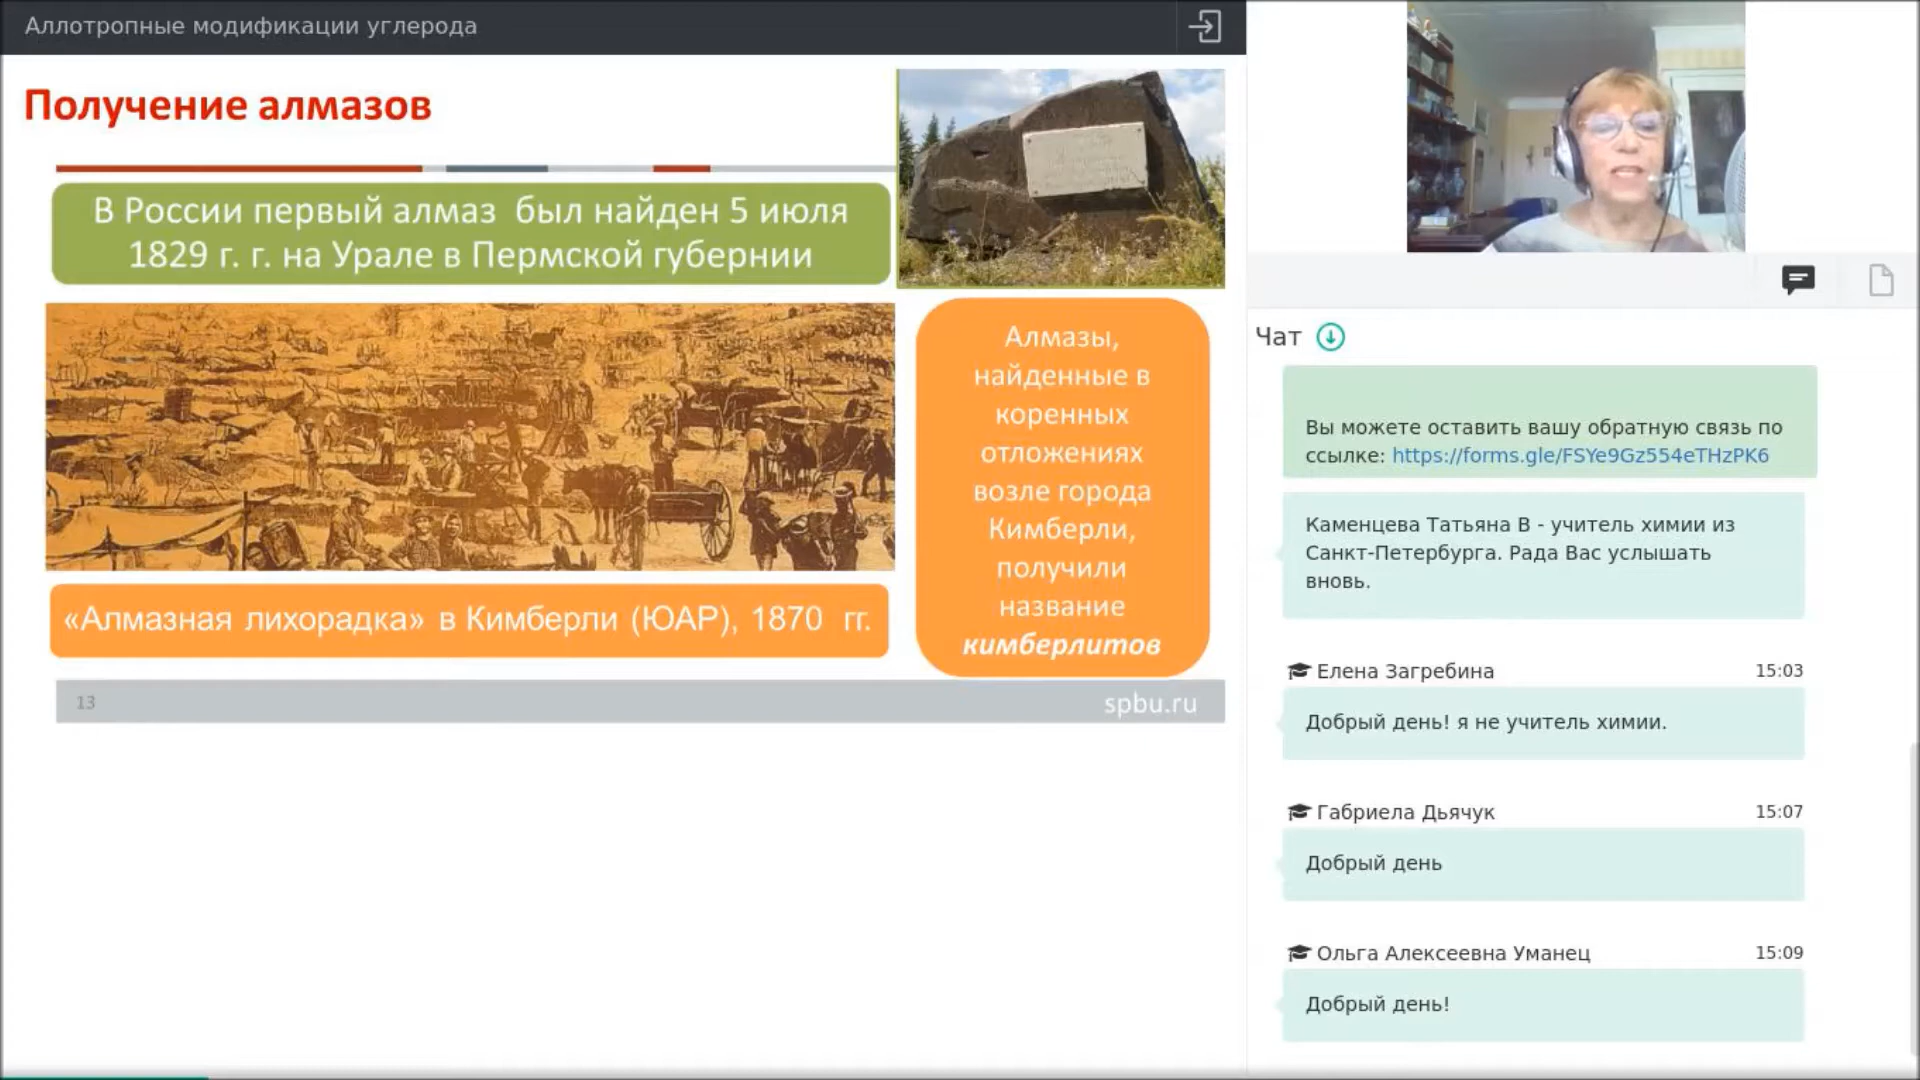 Аллотропные модификации углерода
Получение алмазов
В России первый алмаз был найден 5 июля
1829 г. г. на Урале в Пермской губернии
«Алмазная лихорадка» в Кимберли (ЮАР), 1870 гг.
Алмазы,
найденные в
коренных
отложениях
возле города
Кимберли,
получили
название
кимберлитов
13
spbu.ru
Чат
Вы можете оставить вашу обратную связь по
ссылке: https://forms.gle/FSYe9Gz554eTHzPK6
Каменцева Татьяна В - учитель химии из
Санкт-Петербурга. Рада Вас услышать
вновь.
Елена Загребина 15:03
Добрый день! я не учитель химии.
Габриела Дьячук 15:07
Добрый день
Ольга Алексеевна Уманец 15:09
Добрый день!